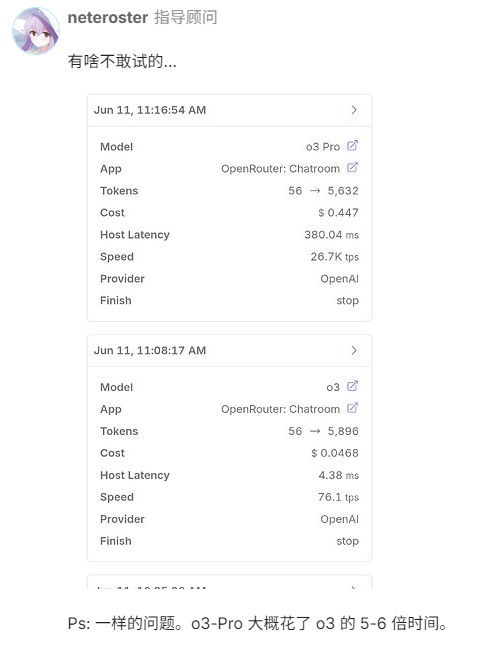 neteroster 指导顾问
有啥不敢试的...
Jun 11, 11:16:54 AM
Model o3 Pro
App OpenRouter: Chatroom
Tokens 56 → 5,632
Cost $ 0.447
Host Latency 380.04 ms
Speed 26.7K tps
Provider OpenAI
Finish stop
Jun 11, 11:08:17 AM
Model o3
App OpenRouter: Chatroom
Tokens 56 → 5,896
Cost $ 0.0468
Host Latency 4.38 ms
Speed 76.1 tps
Provider OpenAI
Finish stop
Ps: 一样的问题。o3-Pro 大概花了 o3 的 5-6 倍时间。